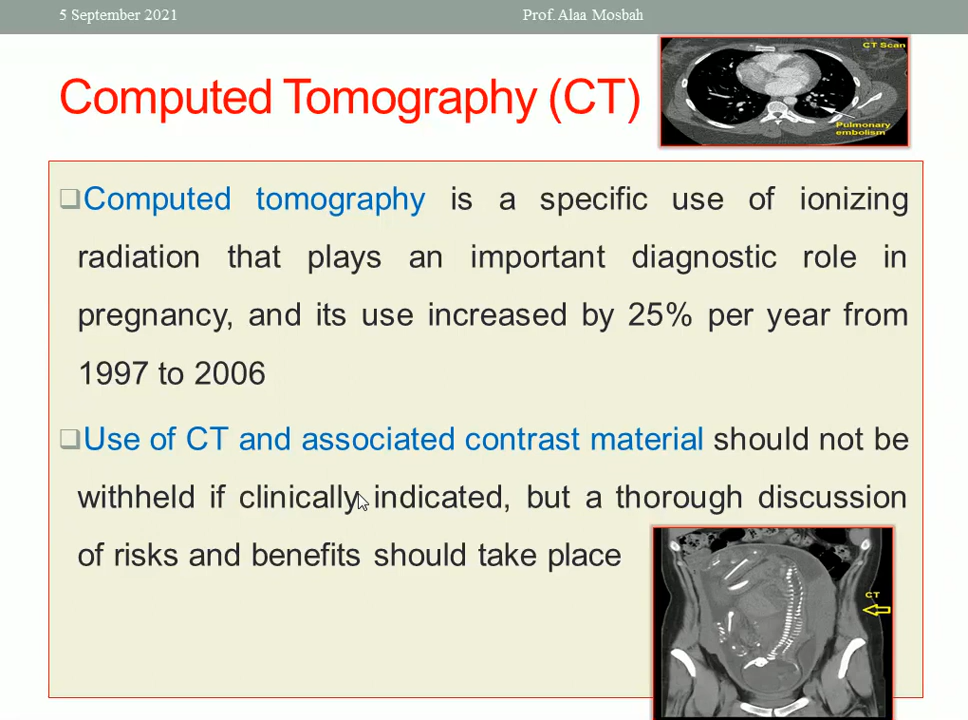 5 September 2021
Prof. Alaa Mosbah
CT Scan
Computed Tomography (CT)
Pulmonary
embolism
Computed tomography is a specific use of ionizing
radiation that plays an important diagnostic role in
pregnancy, and its use increased by 25% per year from
1997 to 2006
Use of CT and associated contrast material should not be
withheld if clinically indicated, but a thorough discussion
of risks and benefits should take place
CT